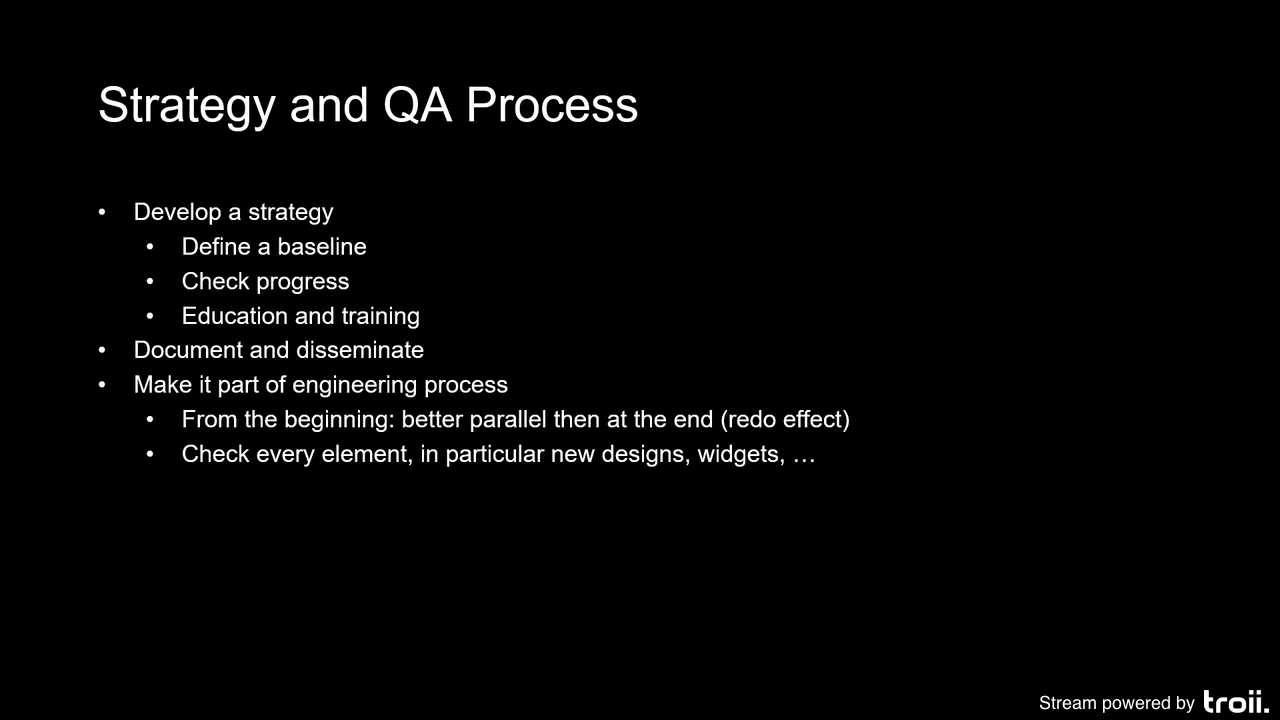 Strategy and QA Process
• Develop a strategy
• Define a baseline
• Check progress
• Education and training
• Document and disseminate
• Make it part of engineering process
• From the beginning: better parallel then at the end (redo effect)
• Check every element, in particular new designs, widgets, …
Stream powered by troii.